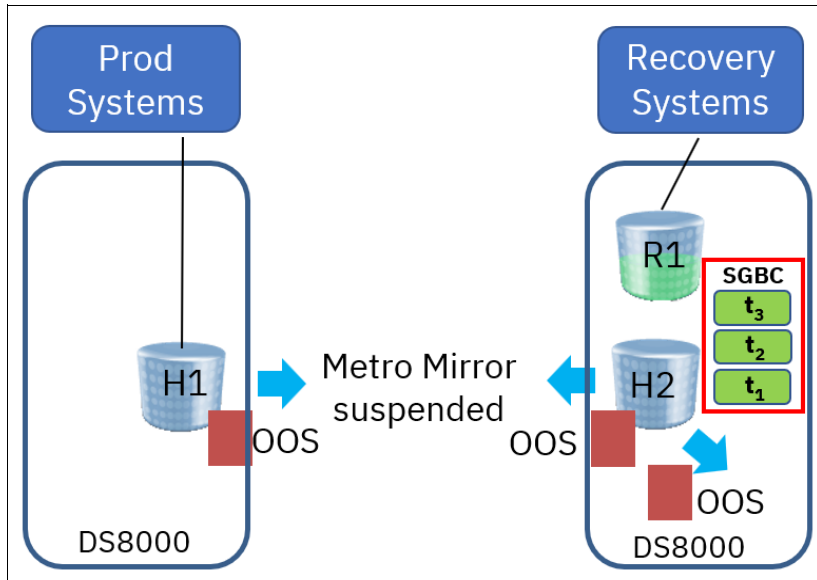 Prod
Systems
Recovery
Systems
R1
SGBC
t3
t2
t1
H1
Metro Mirror
suspended
H2
OOS
OOS
OOS
DS8000
DS8000